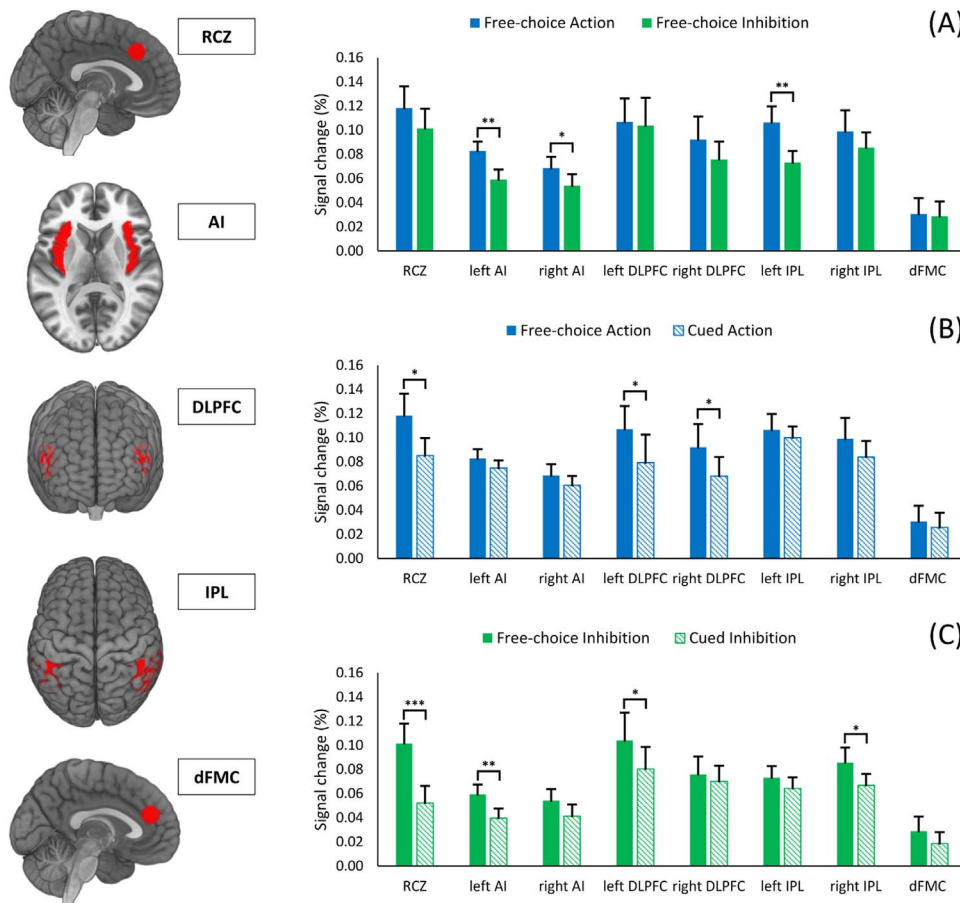 RCZ
AI
DLPFC
IPL
dFMC
(A)
Free-choice Action Free-choice Inhibition
Signal change (%)
0.16
0.14
0.12
0.10
0.08
0.06
0.04
0.02
0.00
** * **
RCZ left AI right AI left DLPFC right DLPFC left IPL right IPL dFMC
(B)
Free-choice Action Cued Action
Signal change (%)
0.16
0.14
0.12
0.10
0.08
0.06
0.04
0.02
0.00
* * *
RCZ left AI right AI left DLPFC right DLPFC left IPL right IPL dFMC
(C)
Free-choice Inhibition Cued Inhibition
Signal change (%)
0.16
0.14
0.12
0.10
0.08
0.06
0.04
0.02
0.00
*** ** * *
RCZ left AI right AI left DLPFC right DLPFC left IPL right IPL dFMC